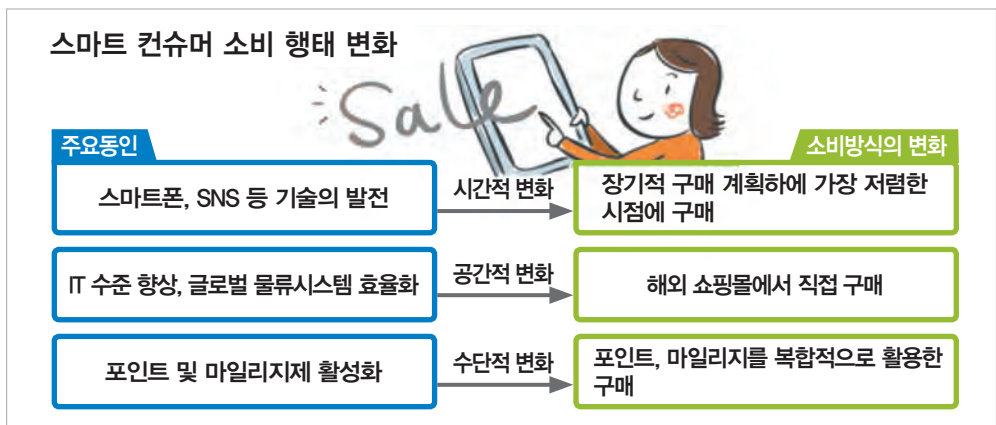 스마트 컨슈머 소비 행태 변화
Sale
주요동인
소비방식의 변화
스마트폰, SNS 등 기술의 발전
시간적 변화
장기적 구매 계획하에 가장 저렴한
시점에 구매
IT 수준 향상, 글로벌 물류시스템 효율화
공간적 변화
해외 쇼핑몰에서 직접 구매
포인트 및 마일리지제 활성화
수단적 변화
포인트, 마일리지를 복합적으로 활용한
구매